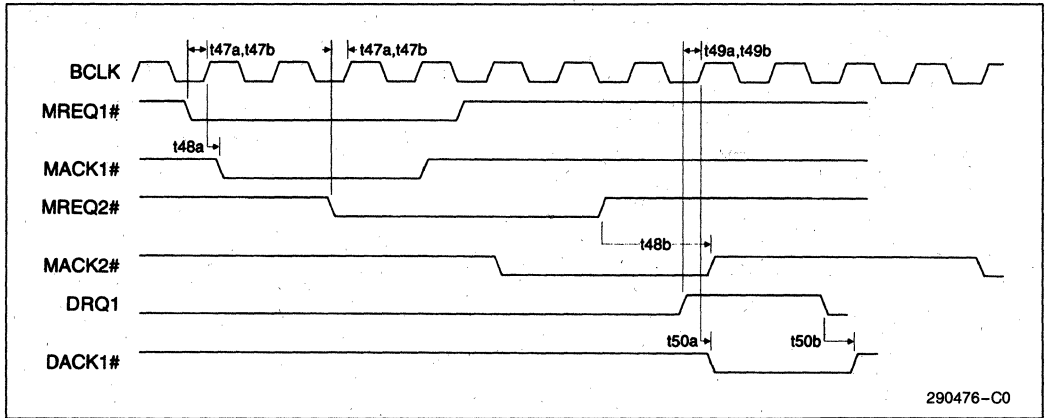 t47a,t47b t47a,t47b t49a,t49b
BCLK
MREQ1#
t48a
MACK1#
MREQ2#
t48b
MACK2#
DRQ1
t50a t50b
DACK1#
290476-C0